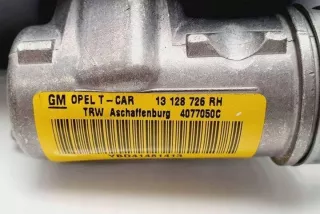 GM OPEL T-CAR 13 128 726 RH
TRW Aschaffenburg 4077050C